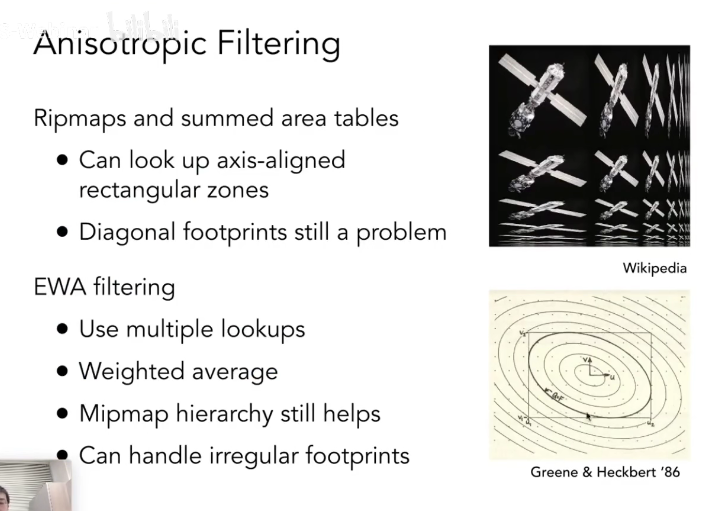 Anisotropic Filtering
bilibili
Ripmaps and summed area tables
• Can look up axis-aligned
rectangular zones
• Diagonal footprints still a problem
Wikipedia
EWA filtering
• Use multiple lookups
• Weighted average
• Mipmap hierarchy still helps
• Can handle irregular footprints
Greene & Heckbert '86